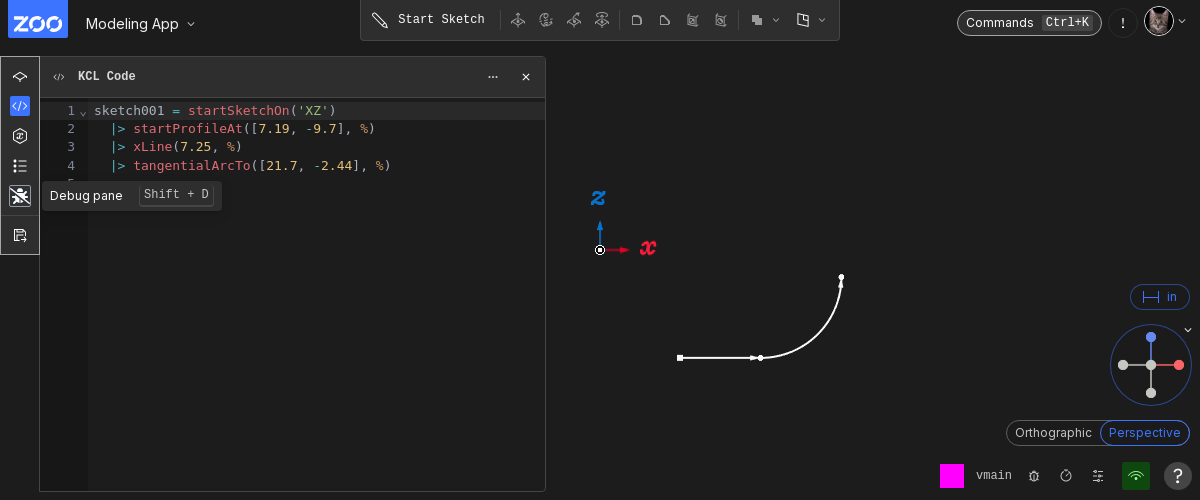 ZOO Modeling App
Start Sketch
Commands Ctrl+K
!
</> KCL Code
1 sketch001 = startSketchOn('XZ')
2 |> startProfileAt([7.19, -9.7], %)
3 |> xLine(7.25, %)
4 |> tangentialArcTo([21.7, -2.44], %)
Debug pane Shift + D
z
x
in
Orthographic Perspective
vmain
?